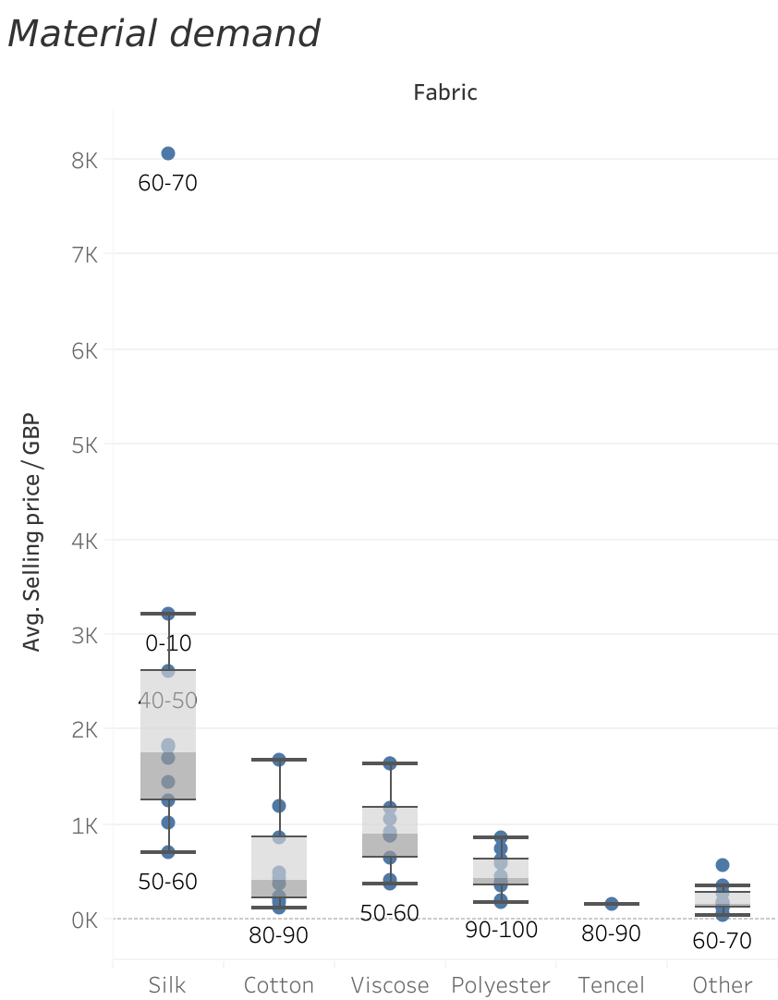 Material demand
Fabric
Avg. Selling price / GBP
8K
60-70
7K
6K
5K
4K
3K
0-10
40-50
2K
1K
50-60
50-60
0K
80-90
90-100
80-90
60-70
Silk
Cotton
Viscose
Polyester
Tencel
Other